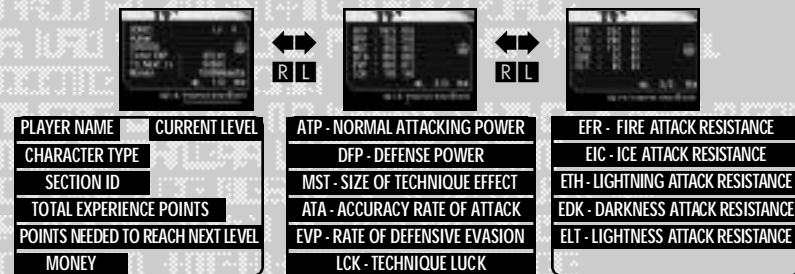 R L
R L
PLAYER NAME CURRENT LEVEL
CHARACTER TYPE
SECTION ID
TOTAL EXPERIENCE POINTS
POINTS NEEDED TO REACH NEXT LEVEL
MONEY
ATP - NORMAL ATTACKING POWER
DFP - DEFENSE POWER
MST - SIZE OF TECHNIQUE EFFECT
ATA - ACCURACY RATE OF ATTACK
EVP - RATE OF DEFENSIVE EVASION
LCK - TECHNIQUE LUCK
EFR - FIRE ATTACK RESISTANCE
EIC - ICE ATTACK RESISTANCE
ETH - LIGHTNING ATTACK RESISTANCE
EDK - DARKNESS ATTACK RESISTANCE
ELT - LIGHTNESS ATTACK RESISTANCE